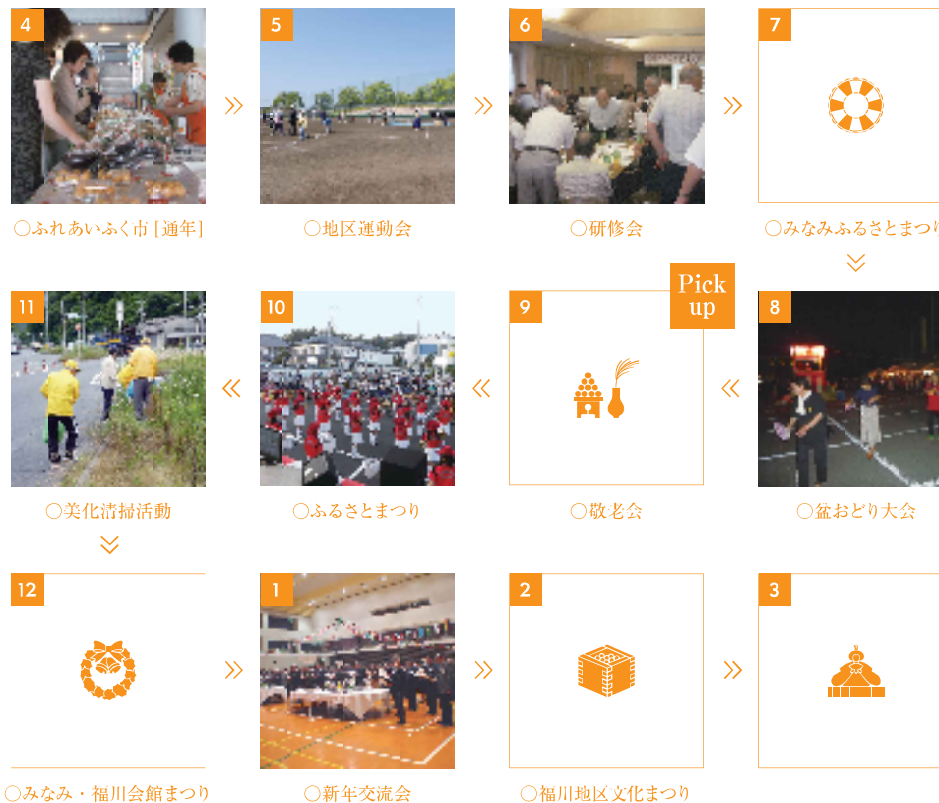 4
○ふれあいふく市 [通年]
5
○地区運動会
6
○研修会
7
○みなみふるさとまつり
8
○盆おどり大会
Pick
up
9
○敬老会
10
○ふるさとまつり
11
○美化清掃活動
12
○みなみ・福川会館まつり
1
○新年交流会
2
○福川地区文化まつり
3